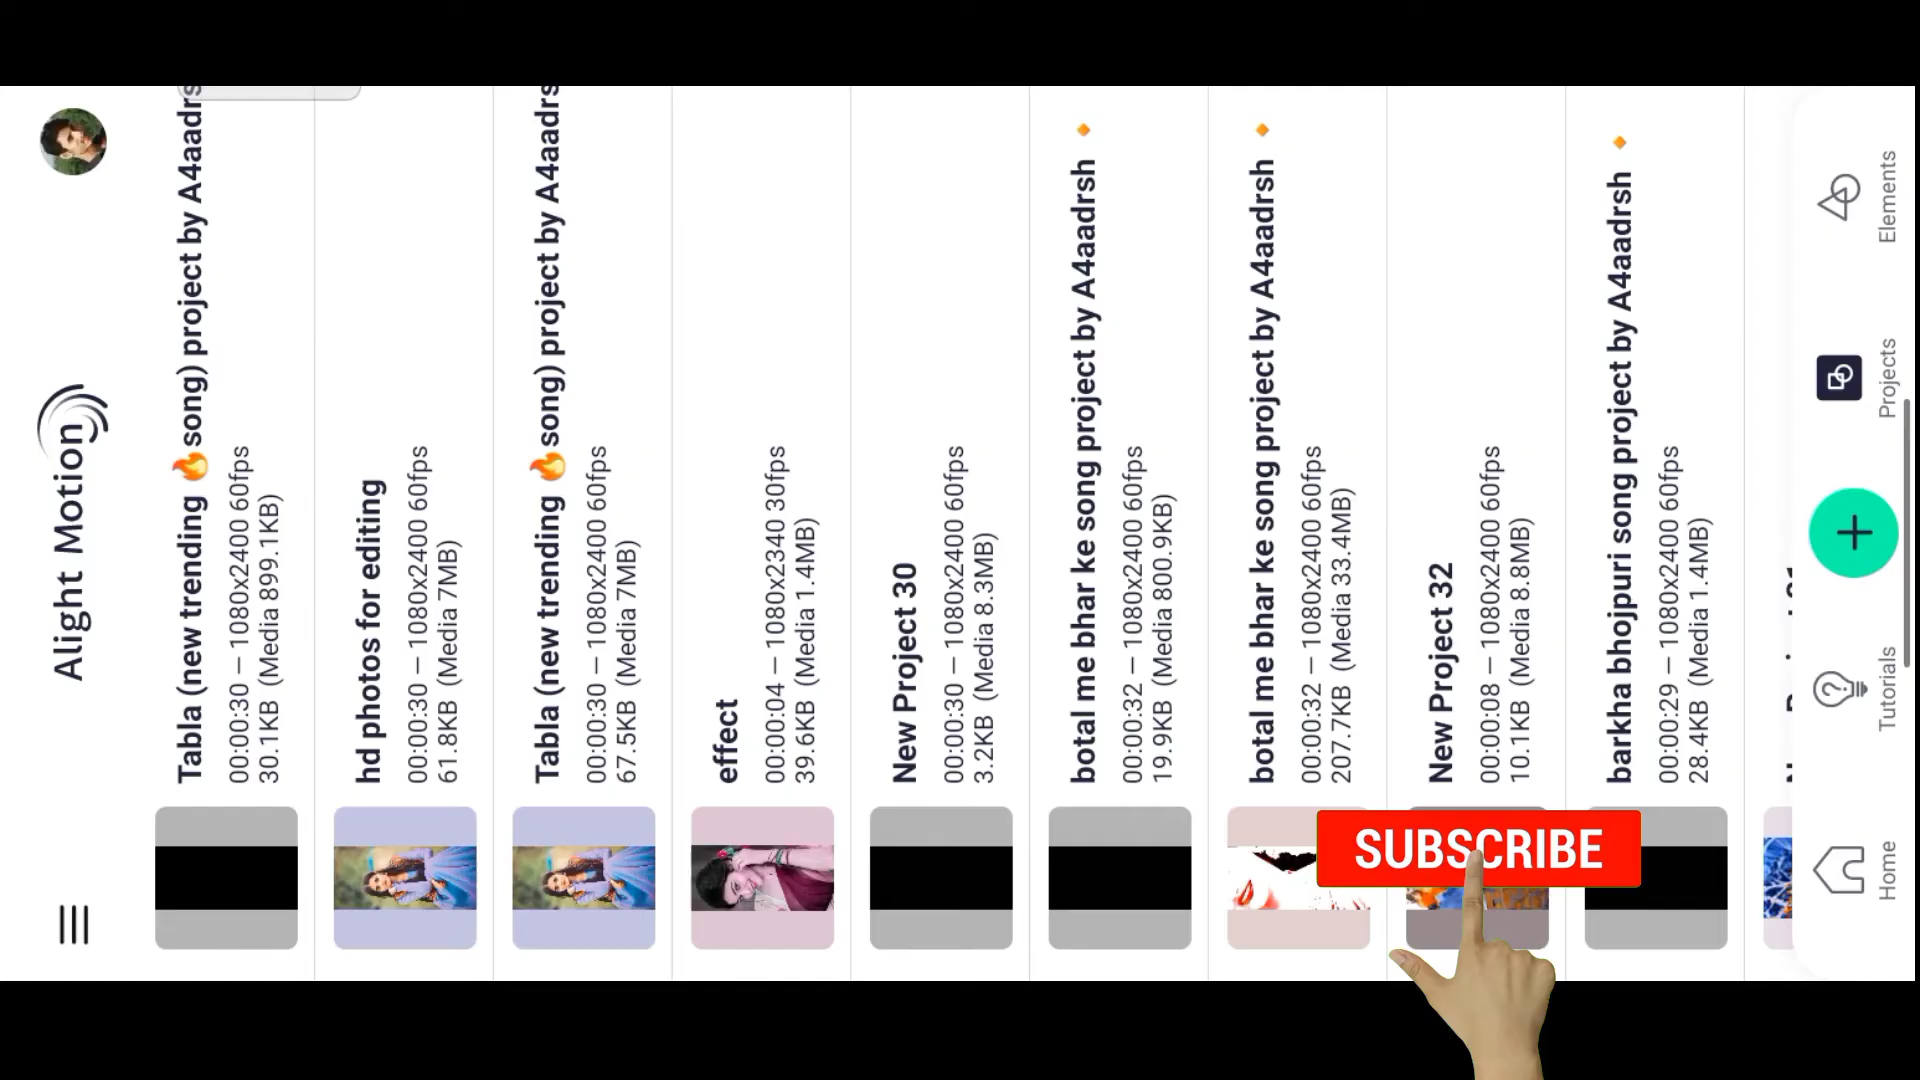 Alight Motion
Tabla (new trending 🔥song) project by A4aadrs
00:00:30 – 1080x2400 60fps
30.1KB (Media 899.1KB)
hd photos for editing
00:00:30 – 1080x2400 60fps
61.8KB (Media 7MB)
Tabla (new trending 🔥song) project by A4aadrs
00:00:30 – 1080x2400 60fps
67.5KB (Media 7MB)
effect
00:00:04 – 1080x2340 30fps
39.6KB (Media 1.4MB)
New Project 30
00:00:30 – 1080x2400 60fps
3.2KB (Media 8.3MB)
botal me bhar ke song project by A4aadrsh 🔸
00:00:32 – 1080x2400 60fps
19.9KB (Media 800.9KB)
botal me bhar ke song project by A4aadrsh 🔸
00:00:32 – 1080x2400 60fps
207.7KB (Media 33.4MB)
New Project 32
00:00:08 – 1080x2400 60fps
10.1KB (Media 8.8MB)
barkha bhojpuri song project by A4aadrsh 🔸
00:00:29 – 1080x2400 60fps
28.4KB (Media 1.4MB)
Home
Tutorials
Projects
Elements
SUBSCRIBE